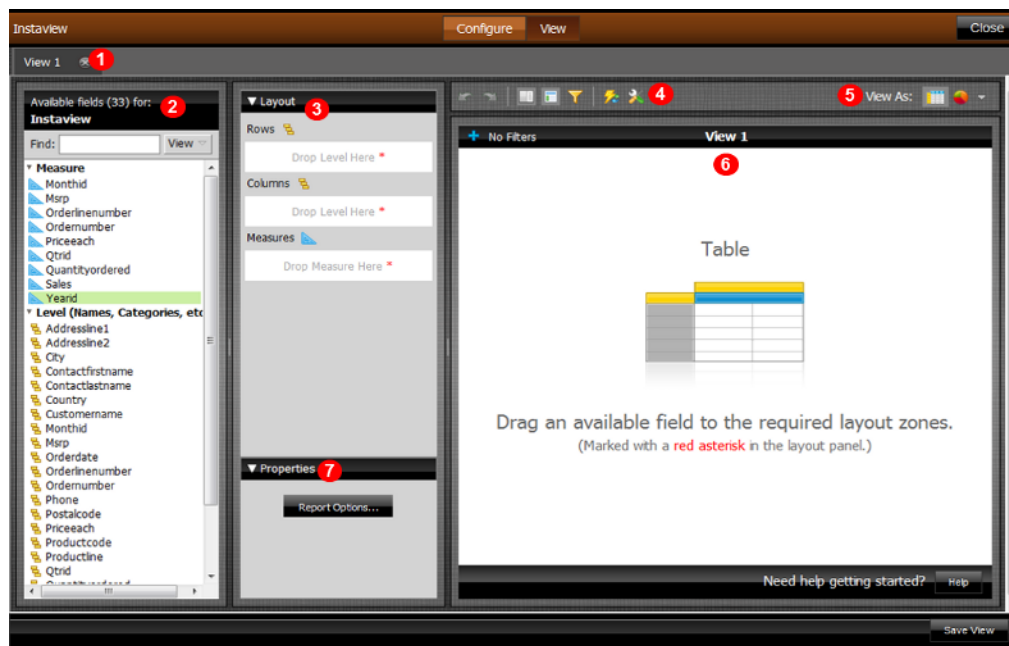 Instaview
Configure
View
Close
View 1
1
Available fields (33) for:
2
Instaview
Find:
View
Measure
Monthid
Msrp
Orderlinenumber
Ordernumber
Priceeach
Qtrid
Quantityordered
Sales
Yearid
Level (Names, Categories, etc
Addressline1
Addressline2
City
Contactfirstname
Contactlastname
Country
Customername
Monthid
Msrp
Orderdate
Orderlinenumber
Ordernumber
Phone
Postalcode
Priceeach
Productcode
Productline
Qtrid
Quantityordered
Layout
3
Rows
Drop Level Here *
Columns
Drop Level Here *
Measures
Drop Measure Here *
Properties
7
Report Options...
4
5
View As:
No Filters
View 1
6
Table
Drag an available field to the required layout zones.
(Marked with a red asterisk in the layout panel.)
Need help getting started?
Help
Save View